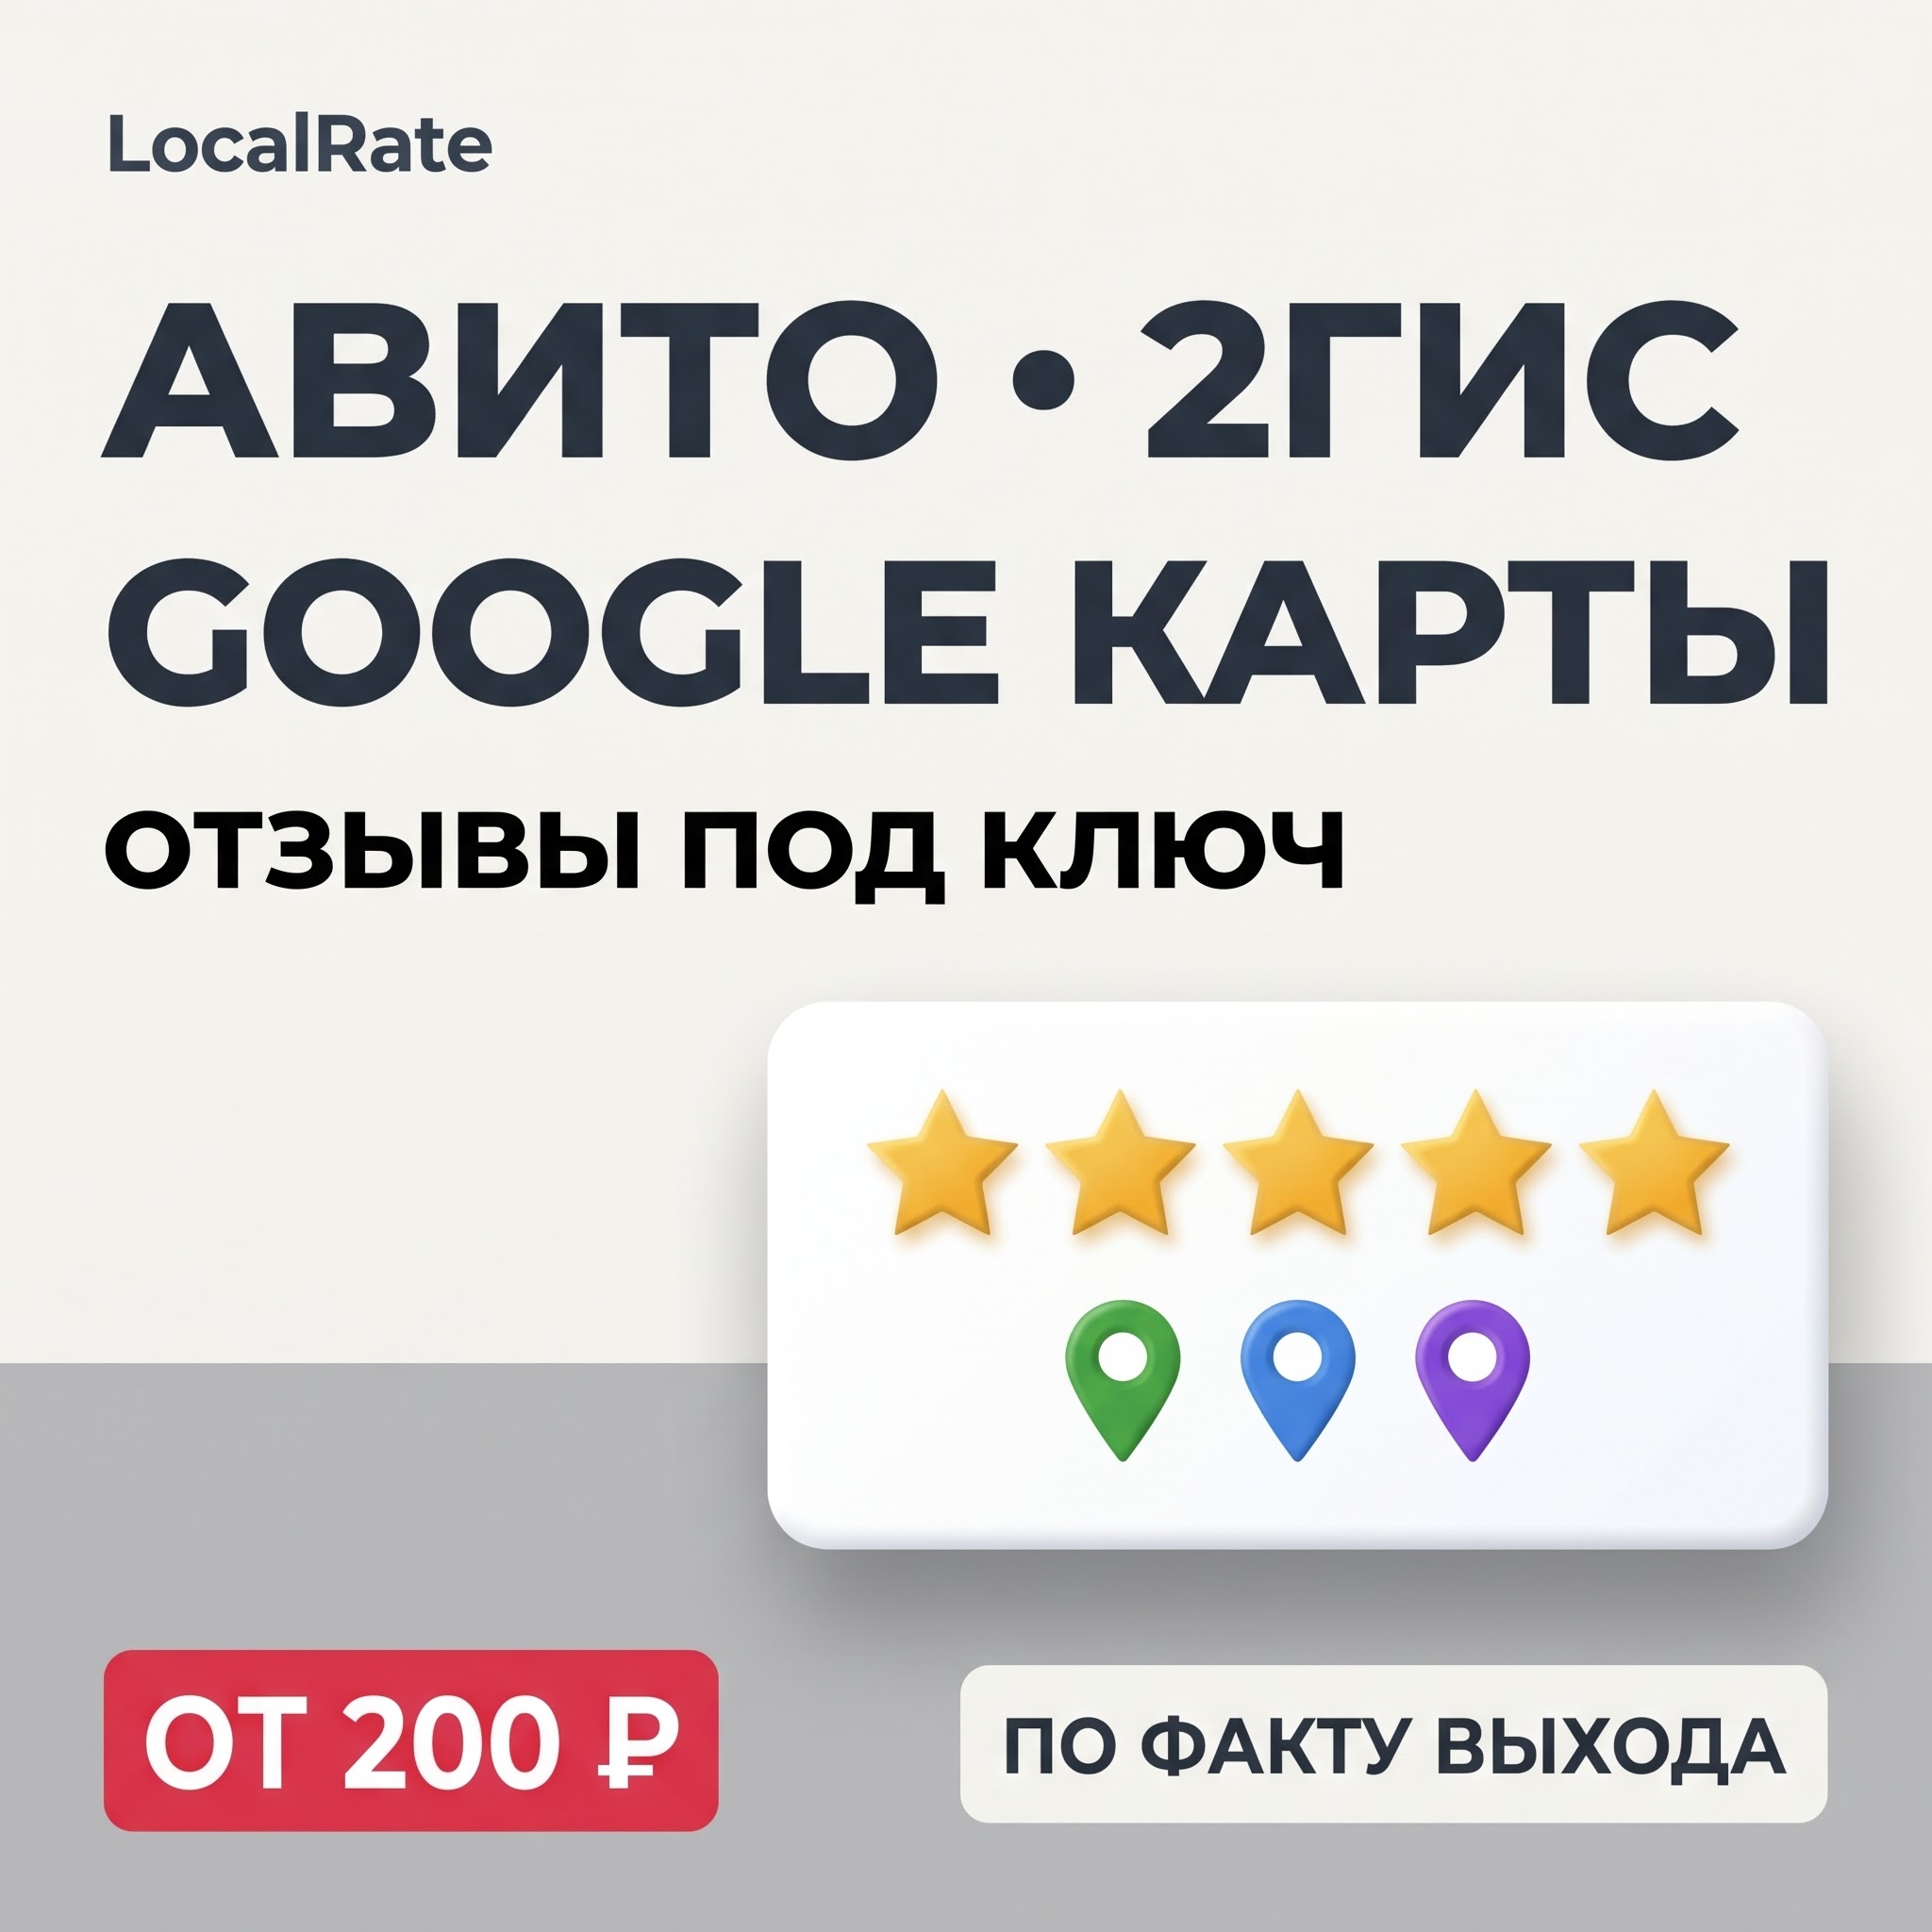 LocalRate
АВИТО • 2ГИС
GOOGLE КАРТЫ
ОТЗЫВЫ ПОД КЛЮЧ
ОТ 200 ₽
ПО ФАКТУ ВЫХОДА